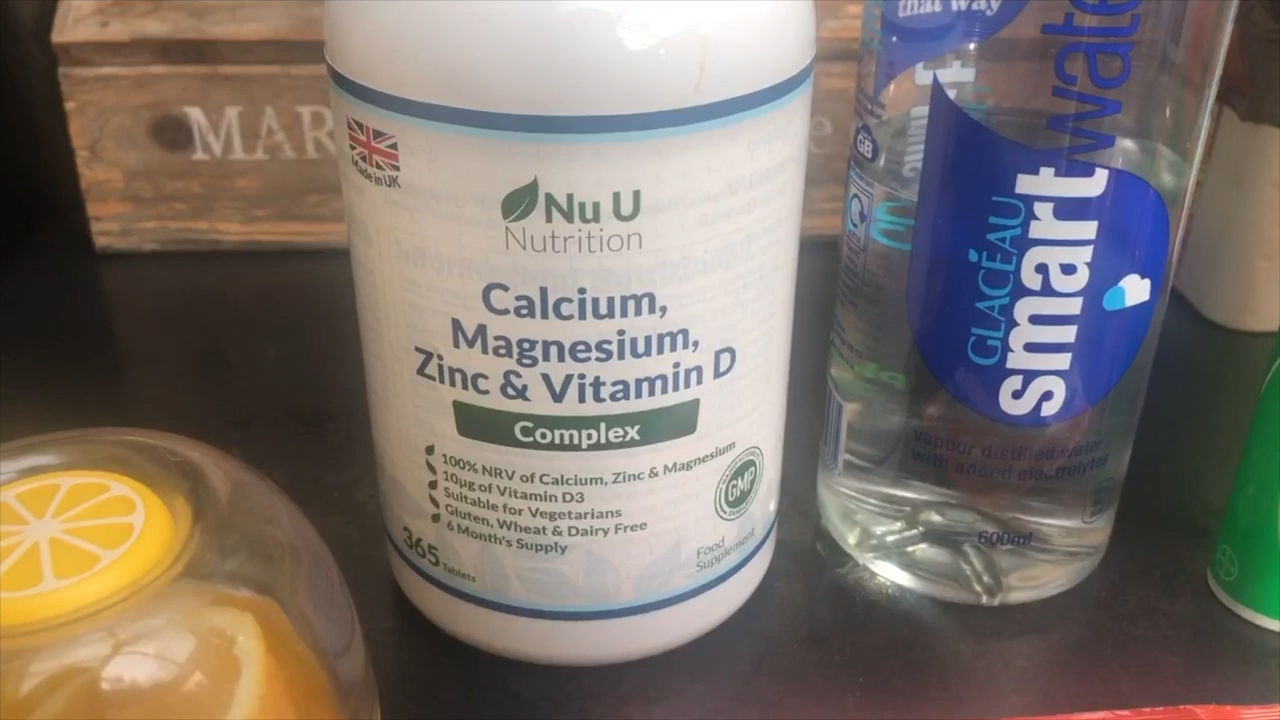 MAR
Made in UK
Nu U
Nutrition
Calcium,
Magnesium,
Zinc & Vitamin D
Complex
100% NRV of Calcium, Zinc & Magnesium
10µg of Vitamin D3
Suitable for Vegetarians
Gluten, Wheat & Dairy Free
6 Month's Supply
365 Tablets
GMP
Food
Supplement
that way
GB
GLACÉAU
smartwate
vapour distilled water
with added electrolytes
600ml